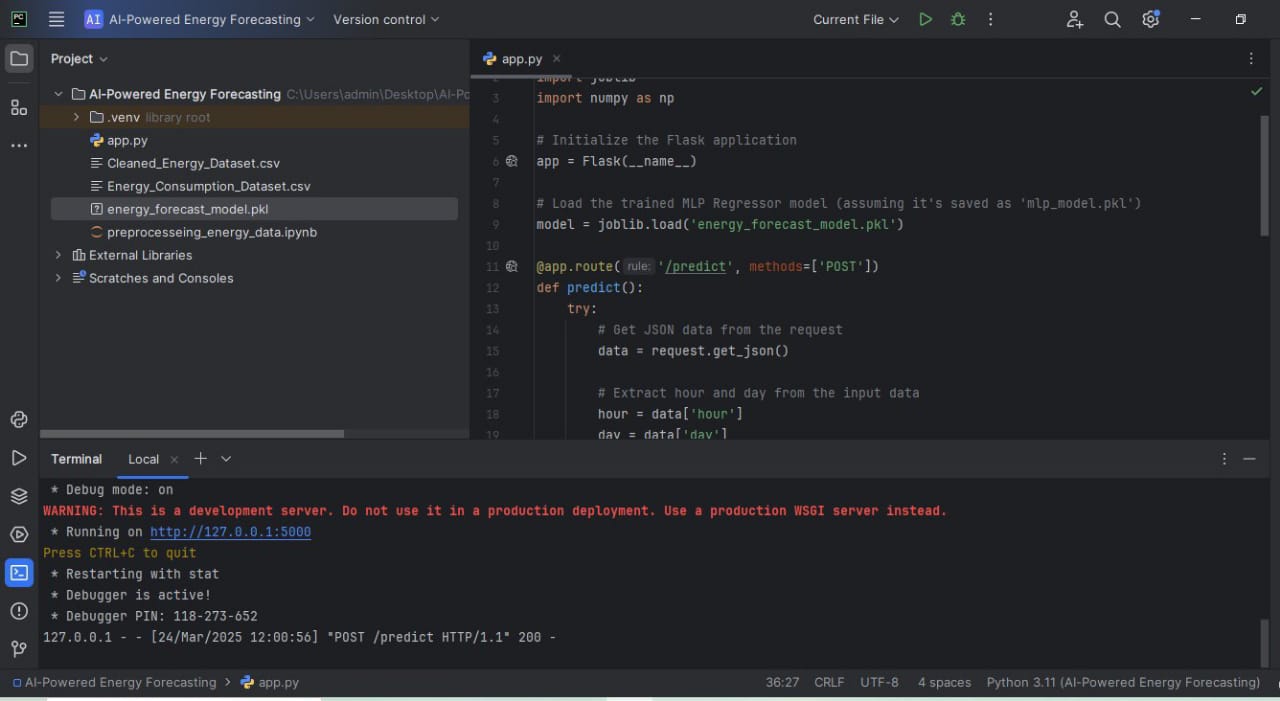 PC
AI AI-Powered Energy Forecasting Version control Current File
Project
AI-Powered Energy Forecasting C:\Users\admin\Desktop\AI-Po
.venv library root
app.py
Cleaned_Energy_Dataset.csv
Energy_Consumption_Dataset.csv
energy_forecast_model.pkl
preprocesseing_energy_data.ipynb
External Libraries
Scratches and Consoles
app.py
2 import joblib
3 import numpy as np
4
5 # Initialize the Flask application
6 app = Flask(__name__)
7
8 # Load the trained MLP Regressor model (assuming it's saved as 'mlp_model.pkl')
9 model = joblib.load('energy_forecast_model.pkl')
10
11 @app.route( rule: '/predict', methods=['POST'])
12 def predict():
13 try:
14 # Get JSON data from the request
15 data = request.get_json()
16
17 # Extract hour and day from the input data
18 hour = data['hour']
19 day = data['day']
Terminal Local
* Debug mode: on
WARNING: This is a development server. Do not use it in a production deployment. Use a production WSGI server instead.
* Running on http://127.0.0.1:5000
Press CTRL+C to quit
* Restarting with stat
* Debugger is active!
* Debugger PIN: 118-273-652
127.0.0.1 - - [24/Mar/2025 12:00:56] "POST /predict HTTP/1.1" 200 -
AI-Powered Energy Forecasting > app.py 36:27 CRLF UTF-8 4 spaces Python 3.11 (AI-Powered Energy Forecasting)